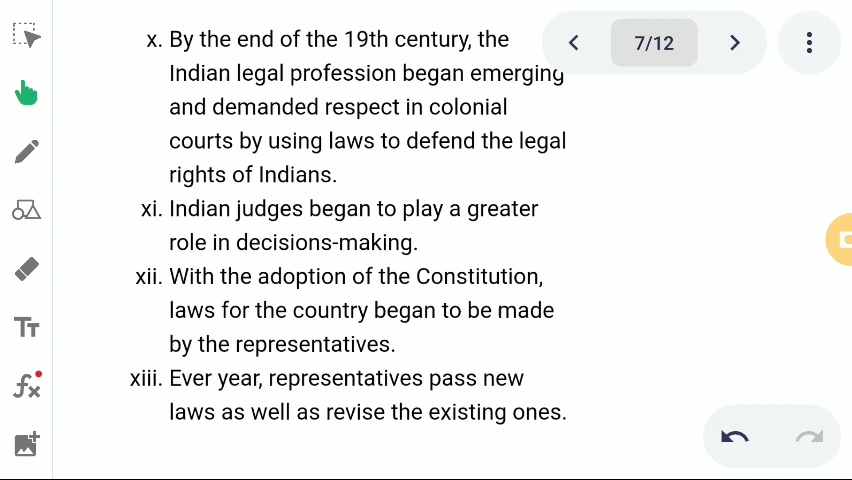 x. By the end of the 19th century, the
Indian legal profession began emerging
and demanded respect in colonial
courts by using laws to defend the legal
rights of Indians.
xi. Indian judges began to play a greater
role in decisions-making.
xii. With the adoption of the Constitution,
laws for the country began to be made
by the representatives.
xiii. Ever year, representatives pass new
laws as well as revise the existing ones.
7/12
Tт
fx